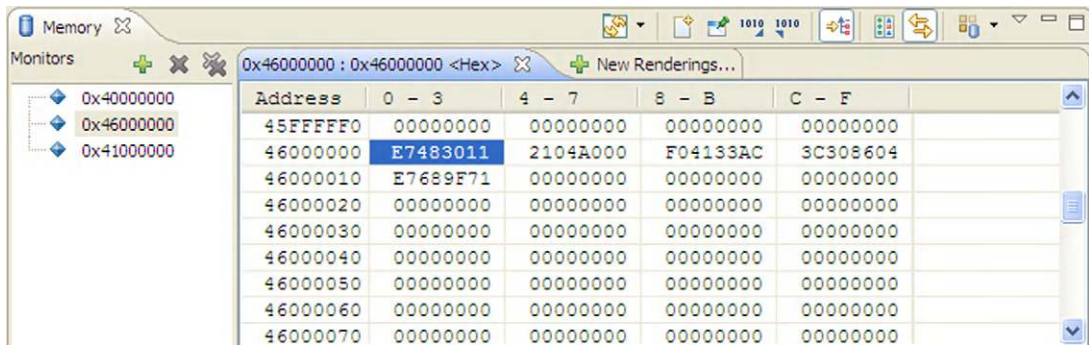 Memory
1010 1010
Monitors
0x46000000 : 0x46000000 <Hex>
New Renderings...
0x40000000
0x46000000
0x41000000
Address 0 - 3 4 - 7 8 - B C - F
45FFFFF0 00000000 00000000 00000000 00000000
46000000 E7483011 2104A000 F04133AC 3C308604
46000010 E7689F71 00000000 00000000 00000000
46000020 00000000 00000000 00000000 00000000
46000030 00000000 00000000 00000000 00000000
46000040 00000000 00000000 00000000 00000000
46000050 00000000 00000000 00000000 00000000
46000060 00000000 00000000 00000000 00000000
46000070 00000000 00000000 00000000 00000000